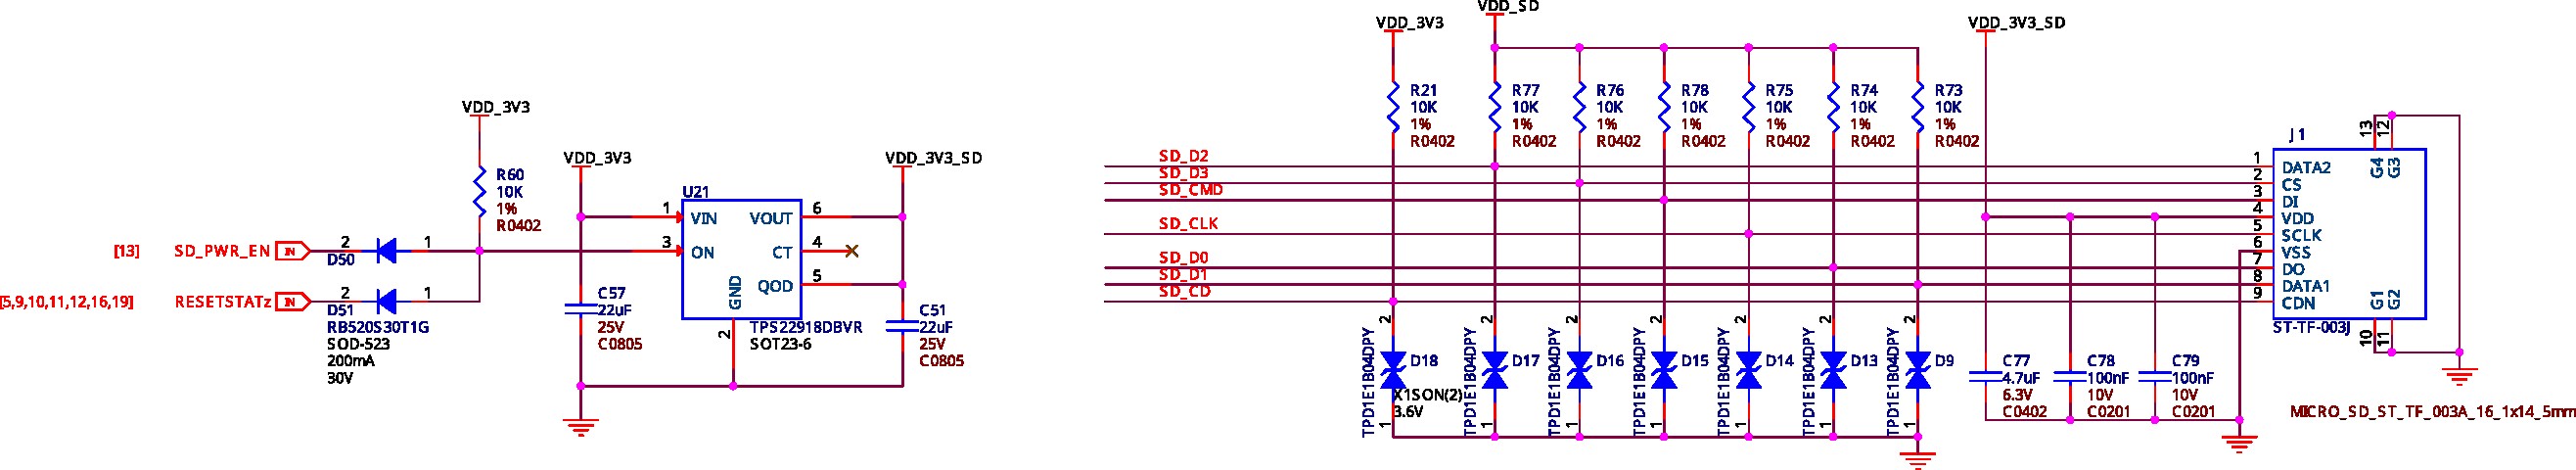 VDD_3V3
R60
10K
1%
R0402
[13]
SD_PWR_EN
IN
2
1
D50
[5,9,10,11,12,16,19]
RESETSTATz
IN
2
1
D51
RB520S30T1G
SOD-523
200mA
30V
VDD_3V3
C57
22uF
25V
C0805
U21
1
VIN
VOUT
6
3
ON
CT
4
QOD
5
GND
2
TPS22918DBVR
SOT23-6
VDD_3V3_SD
C51
22uF
25V
C0805
VDD_3V3
VDD_SD
VDD_3V3_SD
R21
10K
1%
R0402
R77
10K
1%
R0402
R76
10K
1%
R0402
R78
10K
1%
R0402
R75
10K
1%
R0402
R74
10K
1%
R0402
R73
10K
1%
R0402
SD_D2
SD_D3
SD_CMD
SD_CLK
SD_D0
SD_D1
SD_CD
2
TPD1E1B04DPY
1
D18
X1SON(2)
3.6V
2
TPD1E1B04DPY
1
D17
2
TPD1E1B04DPY
1
D16
2
TPD1E1B04DPY
1
D15
2
TPD1E1B04DPY
1
D14
2
TPD1E1B04DPY
1
D13
2
TPD1E1B04DPY
1
D9
C77
4.7uF
6.3V
C0402
C78
100nF
10V
C0201
C79
100nF
10V
C0201
J1
13
12
G4
G3
1
DATA2
2
CS
3
DI
4
VDD
5
SCLK
6
VSS
7
DO
8
DATA1
9
CDN
G1
G2
10
11
ST-TF-003J
MICRO_SD_ST_TF_003A_16_1x14_5mm